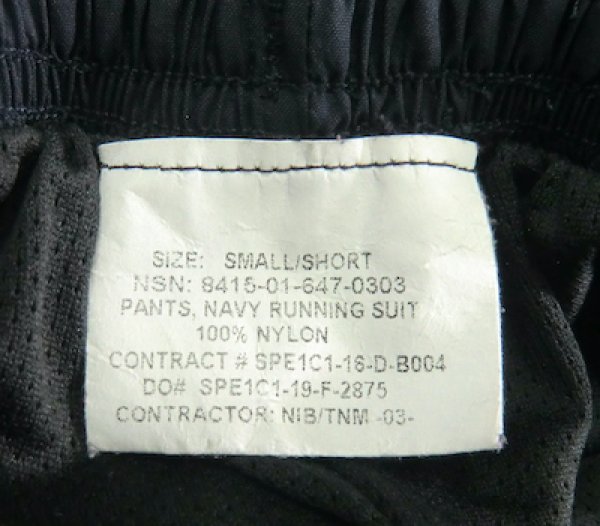 SIZE: SMALL/SHORT
NSN: 8415-01-647-0303
PANTS, NAVY RUNNING SUIT
100% NYLON
CONTRACT # SPE1C1-16-D-B004
DO# SPE1C1-19-F-2875
CONTRACTOR: NIB/TNM -03-